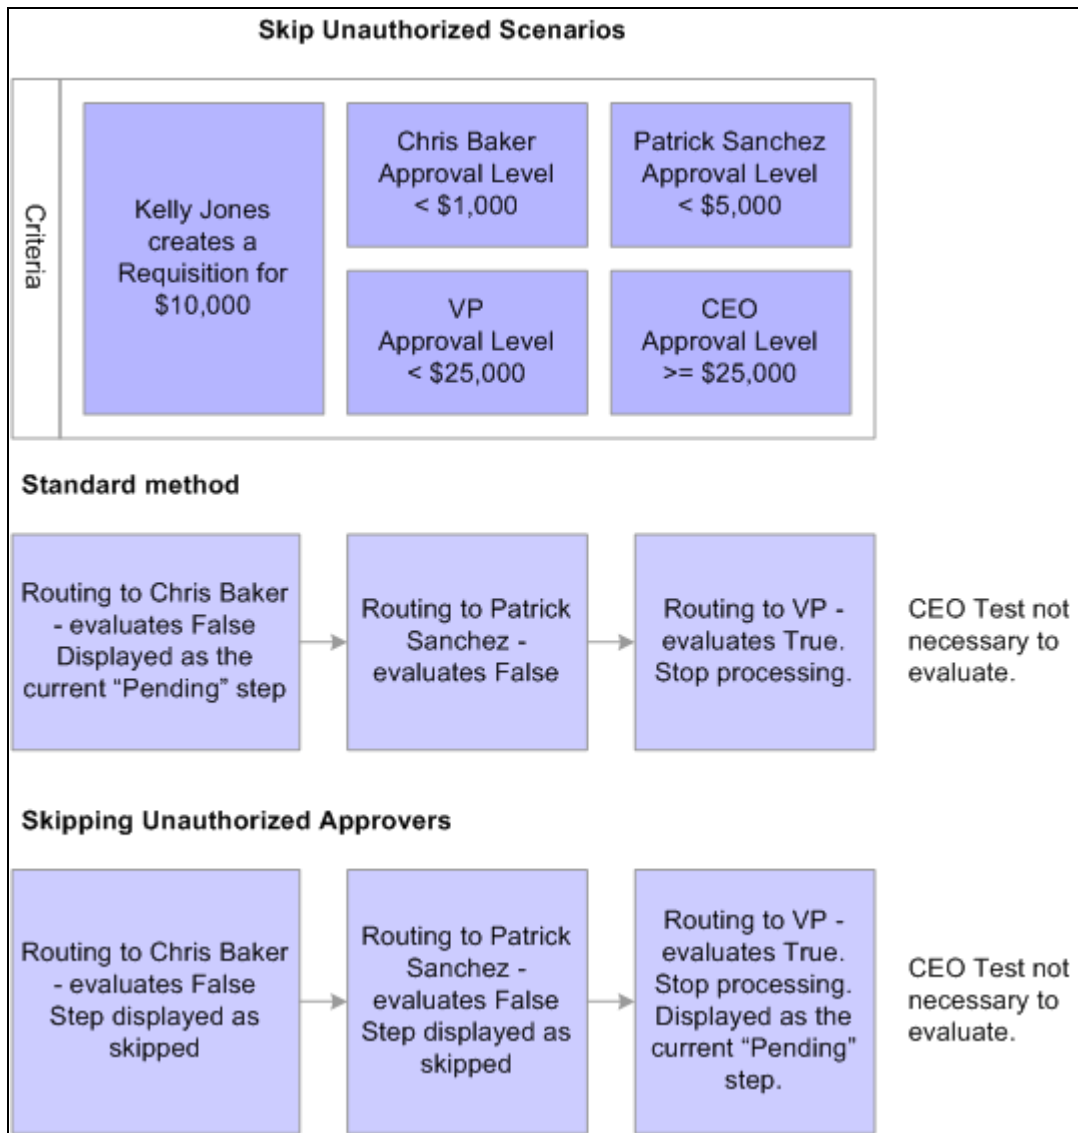 Skip Unauthorized Scenarios
Criteria
Kelly Jones
creates a
Requisition for
$10,000
Chris Baker
Approval Level
< $1,000
Patrick Sanchez
Approval Level
< $5,000
VP
Approval Level
< $25,000
CEO
Approval Level
>= $25,000
Standard method
Routing to Chris Baker
- evaluates False
Displayed as the
current “Pending” step
Routing to Patrick
Sanchez -
evaluates False
Routing to VP -
evaluates True.
Stop processing.
CEO Test not
necessary to
evaluate.
Skipping Unauthorized Approvers
Routing to Chris Baker
- evaluates False
Step displayed as
skipped
Routing to Patrick
Sanchez -
evaluates False
Step displayed as
skipped
Routing to VP -
evaluates True.
Stop processing.
Displayed as the
current “Pending”
step.
CEO Test not
necessary to
evaluate.